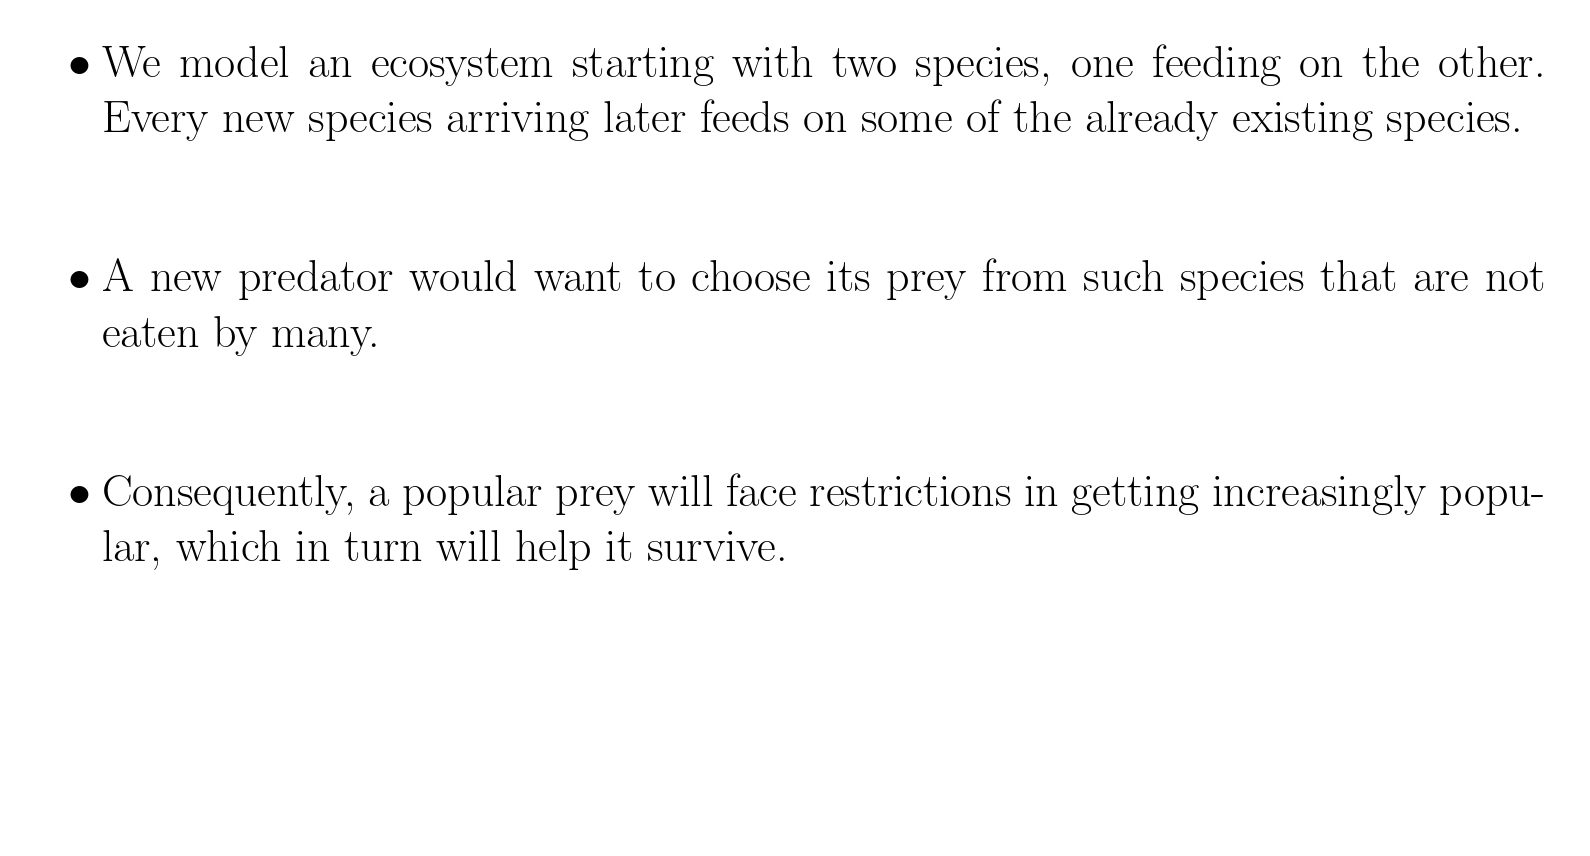 • We model an ecosystem starting with two species, one feeding on the other.
Every new species arriving later feeds on some of the already existing species.
• A new predator would want to choose its prey from such species that are not
eaten by many.
• Consequently, a popular prey will face restrictions in getting increasingly popu-
lar, which in turn will help it survive.